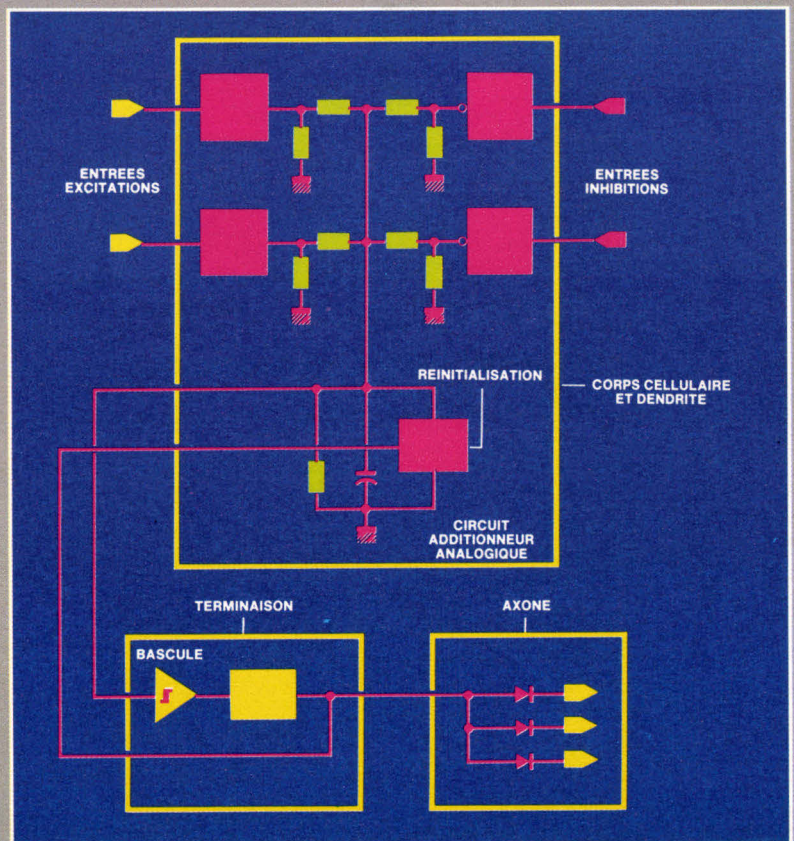 ENTREES
EXCITATIONS
ENTREES
INHIBITIONS
REINITIALISATION
CORPS CELLULAIRE
ET DENDRITE
CIRCUIT
ADDITIONNEUR
ANALOGIQUE
TERMINAISON
AXONE
BASCULE